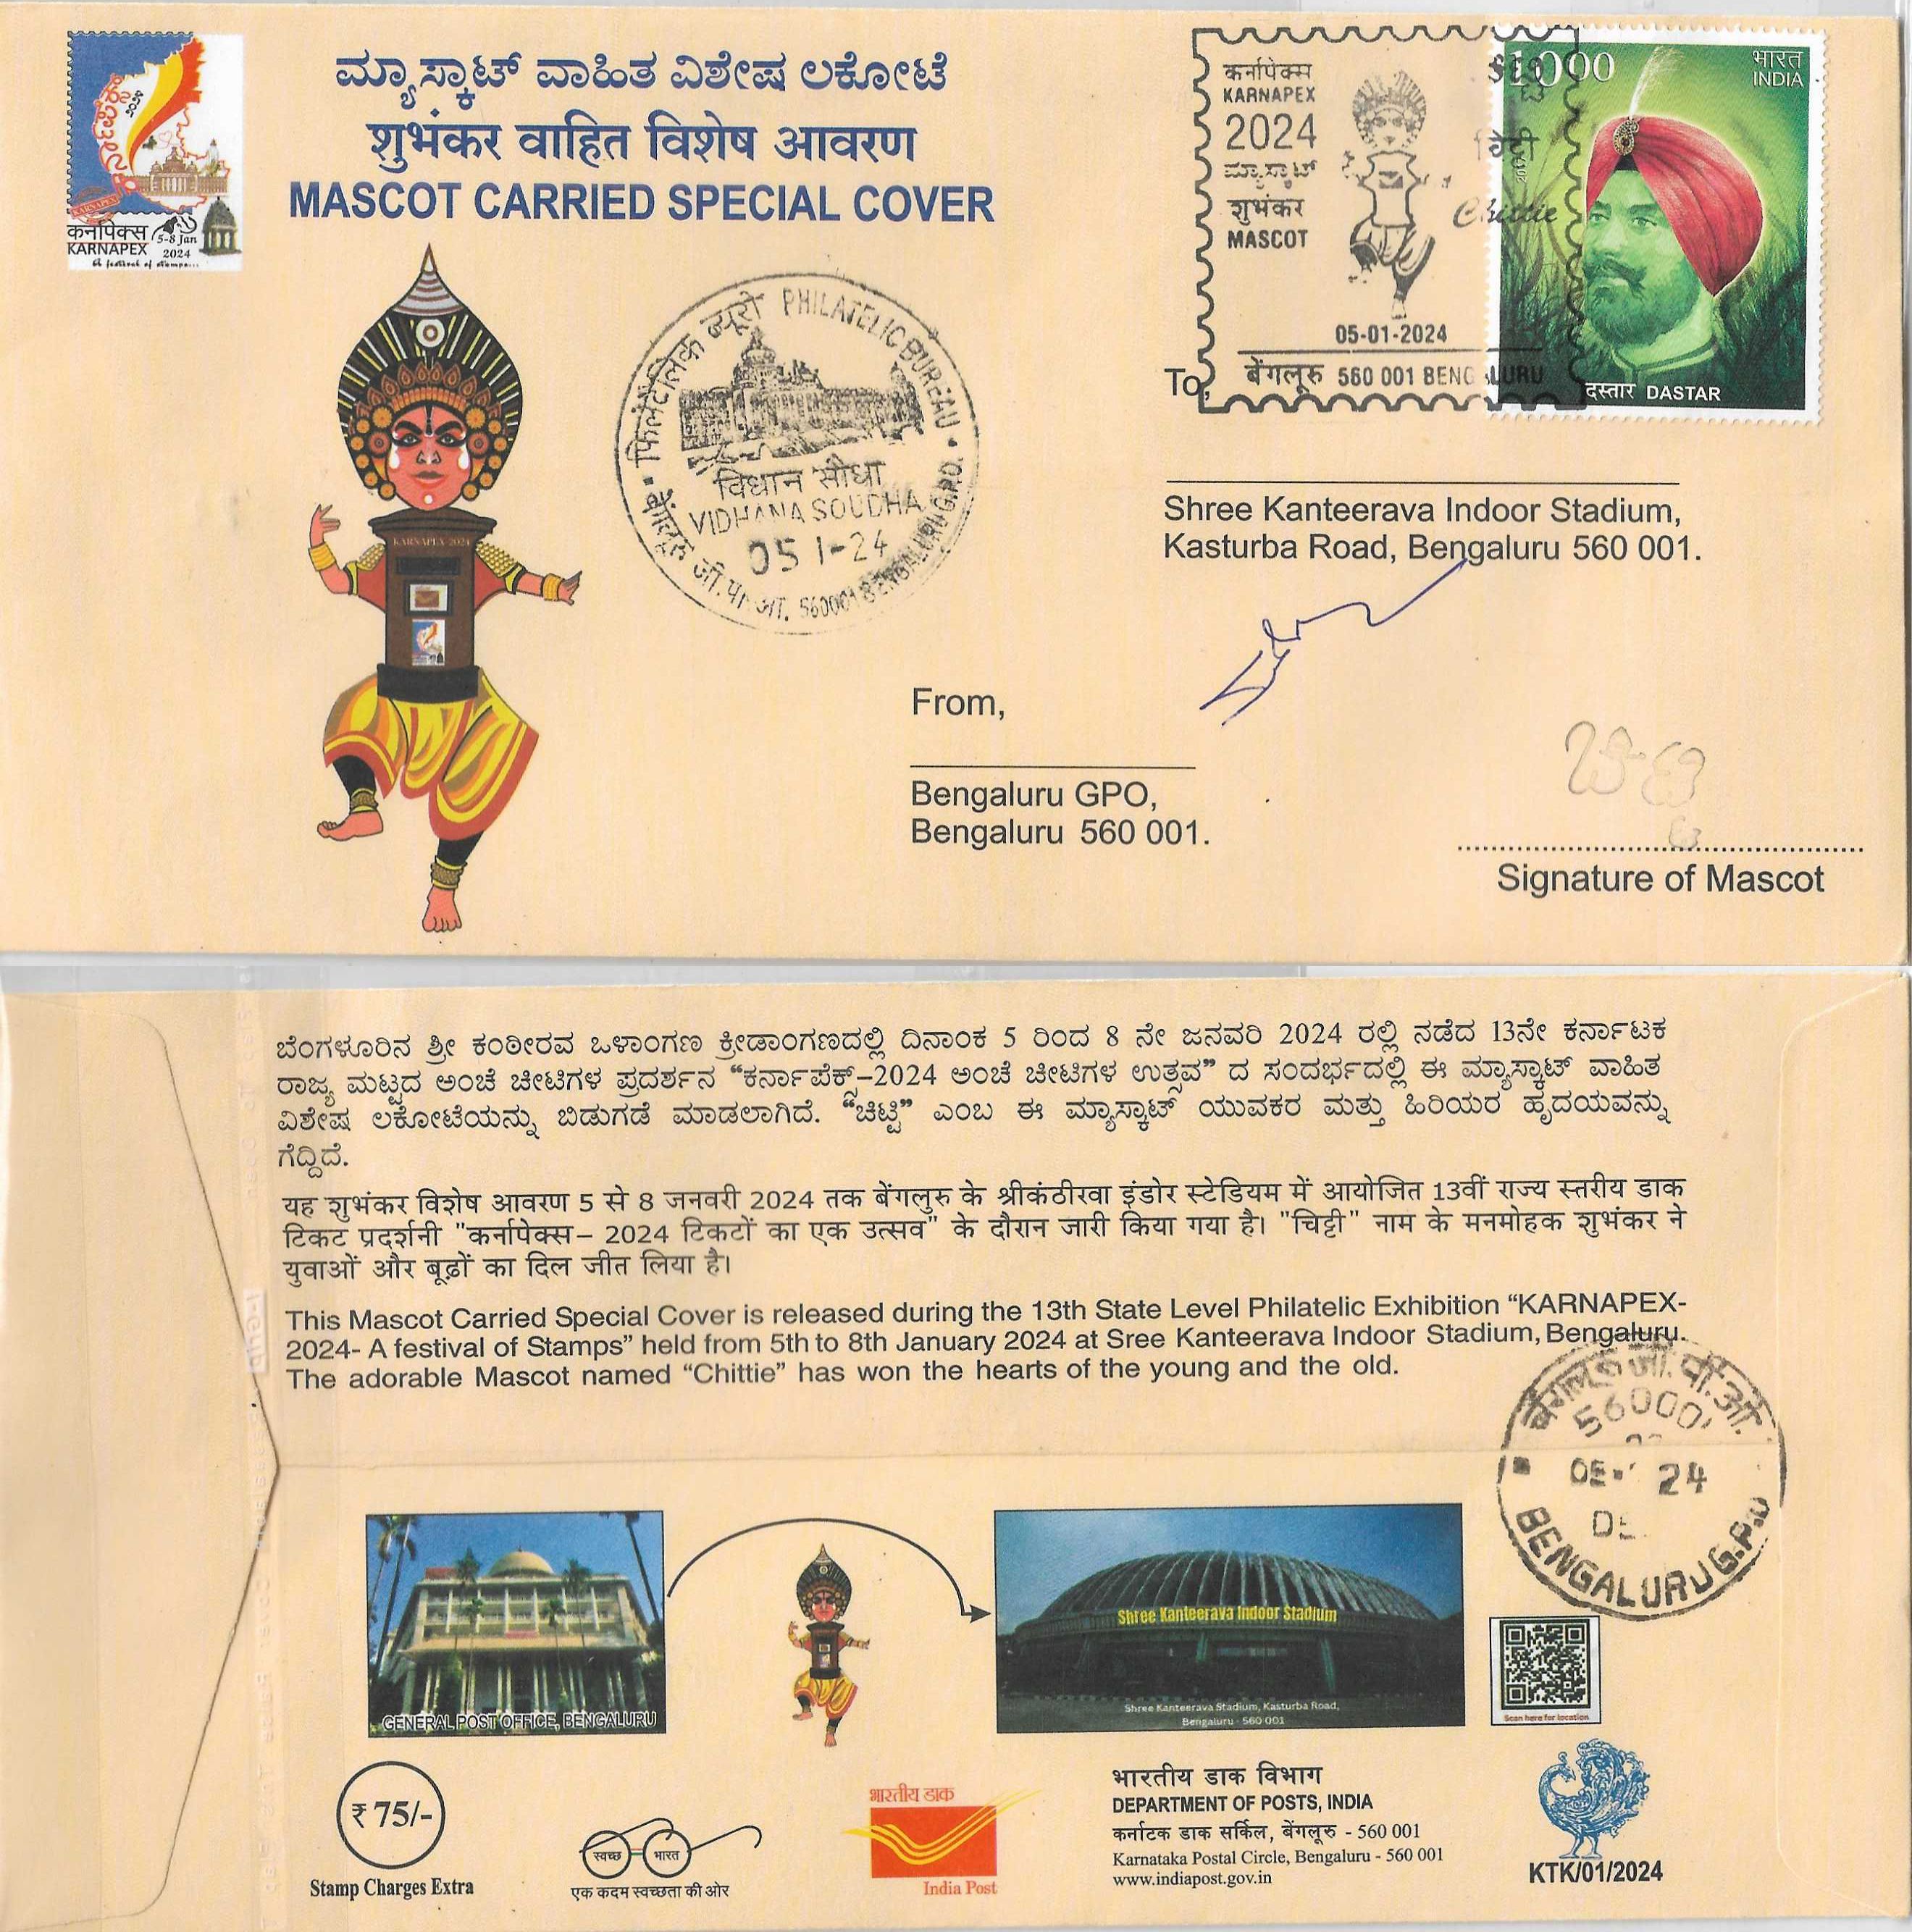 ಮ್ಯಾಸ್ಕಾಟ್ ವಾಹಿತ ವಿಶೇಷ ಲಕೋಟೆ
शुभंकर वाहित विशेष आवरण
MASCOT CARRIED SPECIAL COVER
कर्नापेक्स
KARNAPEX
5-8 Jan
2024
A festival of stamps...
KARNAPEX
KARNAPEX-2024
फिलैटेलिक ब्यूरो PHILATELIC BUREAU
विधान सौधा
VIDHANA SOUDHA
05 1-24
560001 BENGALURU G.P.O.
कर्नापेक्स
KARNAPEX
2024
ಮ್ಯಾಸ್ಕಾಟ್
शुभंकर
MASCOT
चिट्टी
Chittie
05-01-2024
बेंगलूरु 560 001 BENGALURU
1000
भारत
INDIA
दस्तार DASTAR
To,
Shree Kanteerava Indoor Stadium,
Kasturba Road, Bengaluru 560 001.
From,
Bengaluru GPO,
Bengaluru 560 001.
Signature of Mascot
ಬೆಂಗಳೂರಿನ ಶ್ರೀ ಕಂಠೀರವ ಒಳಾಂಗಣ ಕ್ರೀಡಾಂಗಣದಲ್ಲಿ ದಿನಾಂಕ 5 ರಿಂದ 8 ನೇ ಜನವರಿ 2024 ರಲ್ಲಿ ನಡೆದ 13ನೇ ಕರ್ನಾಟಕ
ರಾಜ್ಯ ಮಟ್ಟದ ಅಂಚೆ ಚೀಟಿಗಳ ಪ್ರದರ್ಶನ “ಕರ್ನಾಪೆಕ್ಸ್–2024 ಅಂಚೆ ಚೀಟಿಗಳ ಉತ್ಸವ” ದ ಸಂದರ್ಭದಲ್ಲಿ ಈ ಮ್ಯಾಸ್ಕಾಟ್ ವಾಹಿತ
ವಿಶೇಷ ಲಕೋಟೆಯನ್ನು ಬಿಡುಗಡೆ ಮಾಡಲಾಗಿದೆ. “ಚಿಟ್ಟಿ” ಎಂಬ ಈ ಮ್ಯಾಸ್ಕಾಟ್ ಯುವಕರ ಮತ್ತು ಹಿರಿಯರ ಹೃದಯವನ್ನು
ಗೆದ್ದಿದೆ.
यह शुभंकर विशेष आवरण 5 से 8 जनवरी 2024 तक बेंगलुरु के श्रीकंठीरवा इंडोर स्टेडियम में आयोजित 13वीं राज्य स्तरीय डाक
टिकट प्रदर्शनी "कर्नापेक्स– 2024 टिकटों का एक उत्सव" के दौरान जारी किया गया है। "चिट्टी" नाम के मनमोहक शुभंकर ने
युवाओं और बूढ़ों का दिल जीत लिया है।
This Mascot Carried Special Cover is released during the 13th State Level Philatelic Exhibition “KARNAPEX-
2024- A festival of Stamps” held from 5th to 8th January 2024 at Sree Kanteerava Indoor Stadium, Bengaluru.
The adorable Mascot named “Chittie” has won the hearts of the young and the old.
24
BENGALURU G.P.O
GENERAL POST OFFICE, BENGALURU
Shree Kanteerava Indoor Stadium
Shree Kanteerava Stadium, Kasturba Road,
Bengaluru - 560 001
Scan here for location
₹ 75/-
Stamp Charges Extra
स्वच्छ भारत
एक कदम स्वच्छता की ओर
भारतीय डाक
India Post
भारतीय डाक विभाग
DEPARTMENT OF POSTS, INDIA
कर्नाटक डाक सर्किल, बेंगलूरु - 560 001
Karnataka Postal Circle, Bengaluru - 560 001
www.indiapost.gov.in
KTK/01/2024